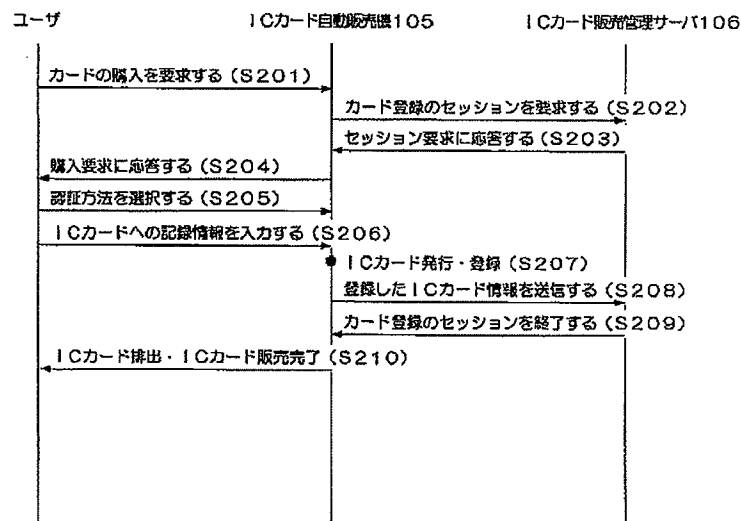 ユーザ
ICカード自動販売機105
ICカード販売管理サーバ106
カードの購入を要求する(S201)
カード登録のセッションを要求する(S202)
セッション要求に応答する(S203)
購入要求に応答する(S204)
認証方法を選択する(S205)
ICカードへの記録情報を入力する(S206)
ICカード発行・登録(S207)
登録したICカード情報を送信する(S208)
カード登録のセッションを終了する(S209)
ICカード排出・ICカード販売完了(S210)